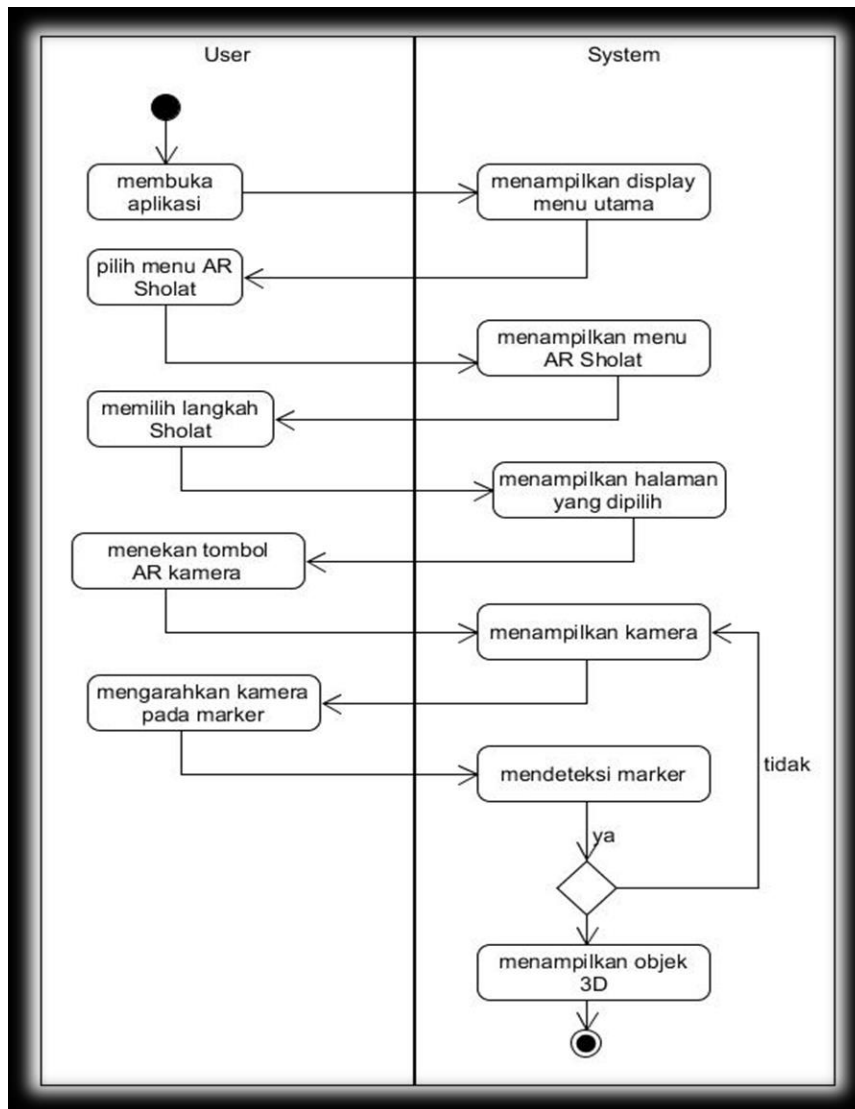 User
System
membuka
aplikasi
menampilkan display
menu utama
pilih menu AR
Sholat
menampilkan menu
AR Sholat
memilih langkah
Sholat
menampilkan halaman
yang dipilih
menekan tombol
AR kamera
menampilkan kamera
mengarahkan kamera
pada marker
mendeteksi marker
tidak
ya
menampilkan objek
3D